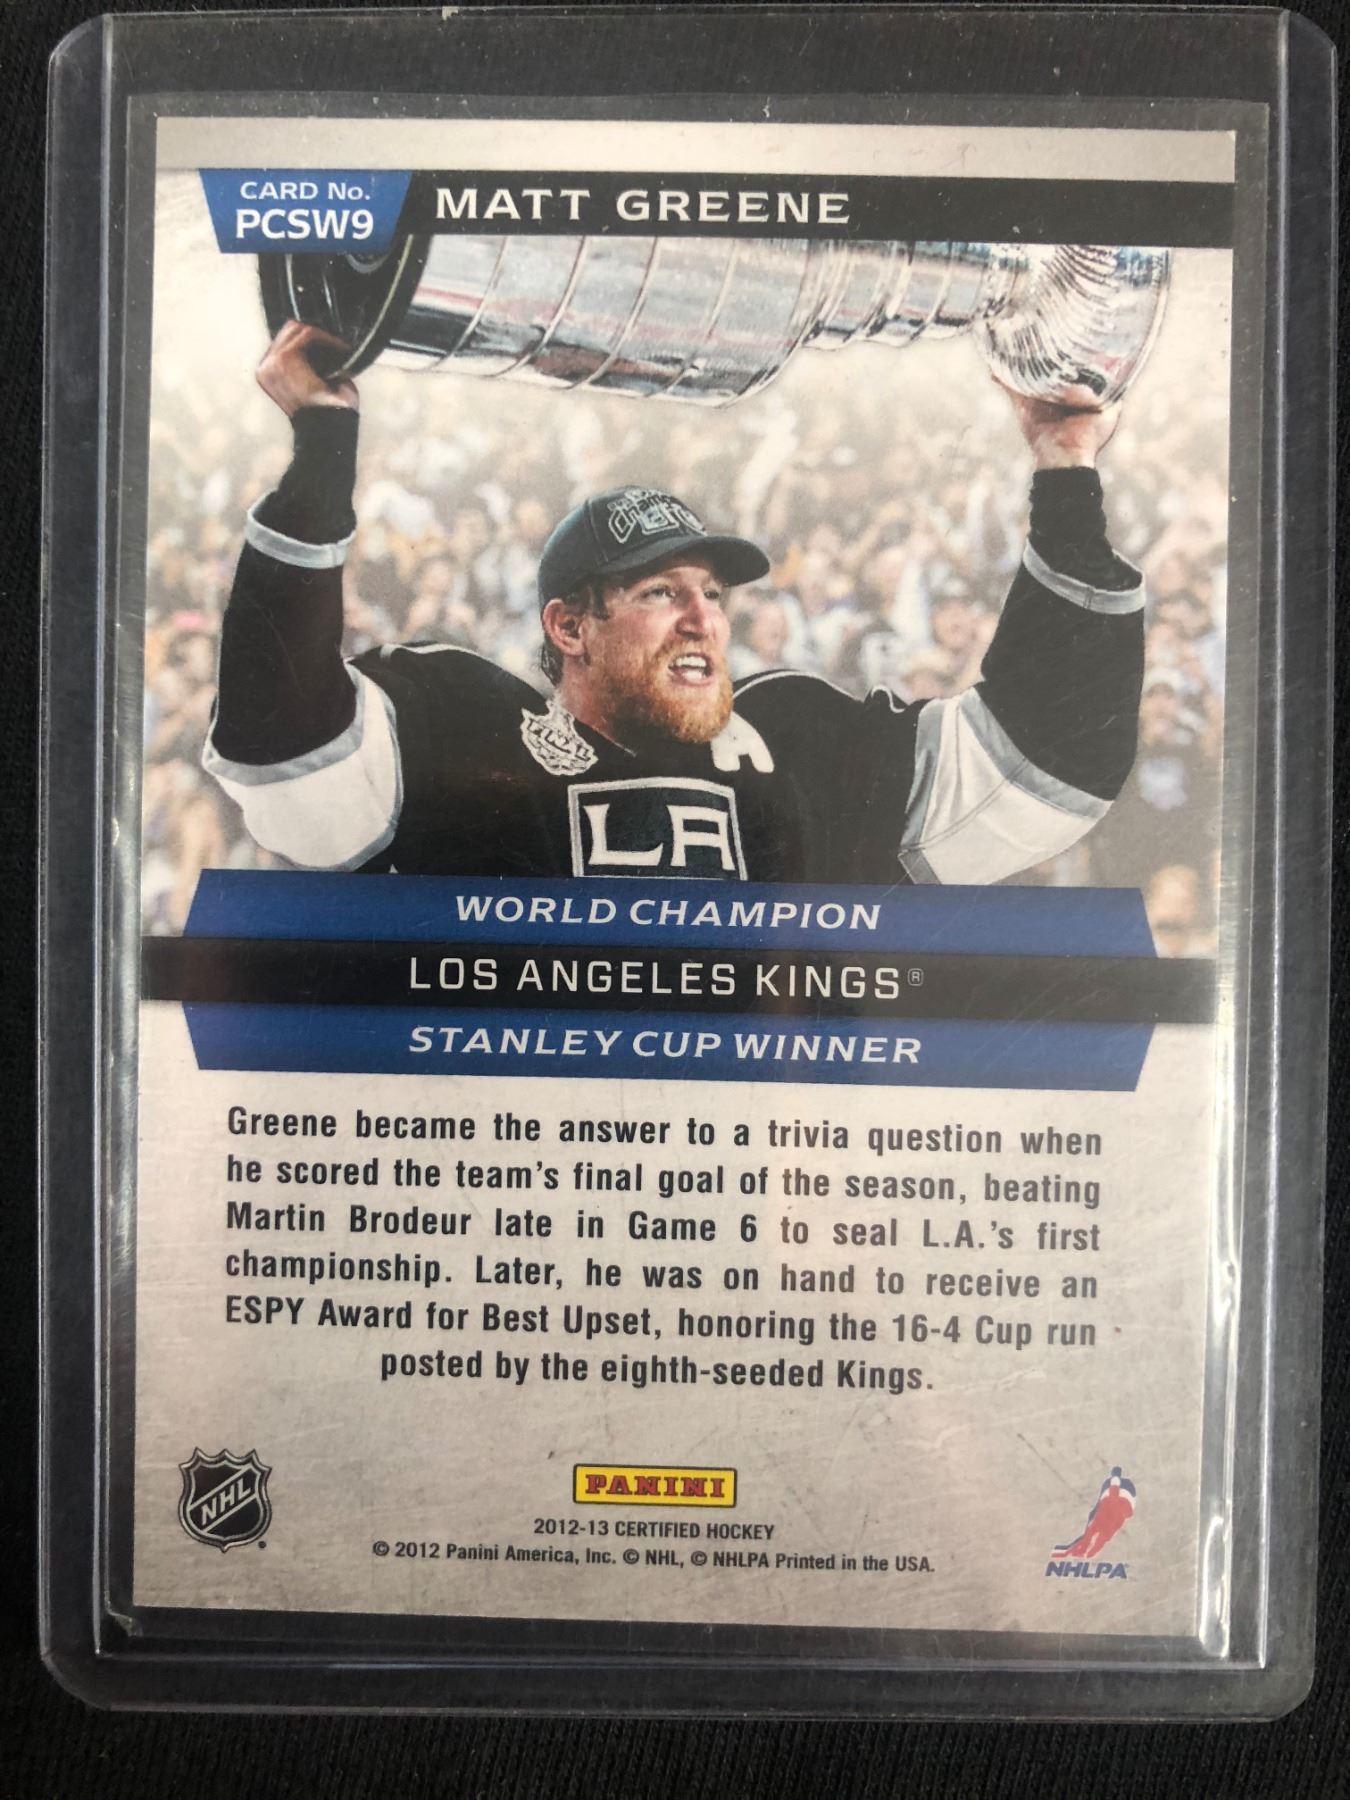 CARD No.
PCSW9
MATT GREENE
FINAL
A
LA
WORLD CHAMPION
LOS ANGELES KINGS®
STANLEY CUP WINNER
Greene became the answer to a trivia question when
he scored the team's final goal of the season, beating
Martin Brodeur late in Game 6 to seal L.A.'s first
championship. Later, he was on hand to receive an
ESPY Award for Best Upset, honoring the 16-4 Cup run
posted by the eighth-seeded Kings.
NHL
PANINI
2012-13 CERTIFIED HOCKEY
© 2012 Panini America, Inc. © NHL, © NHLPA Printed in the USA.
NHLPA